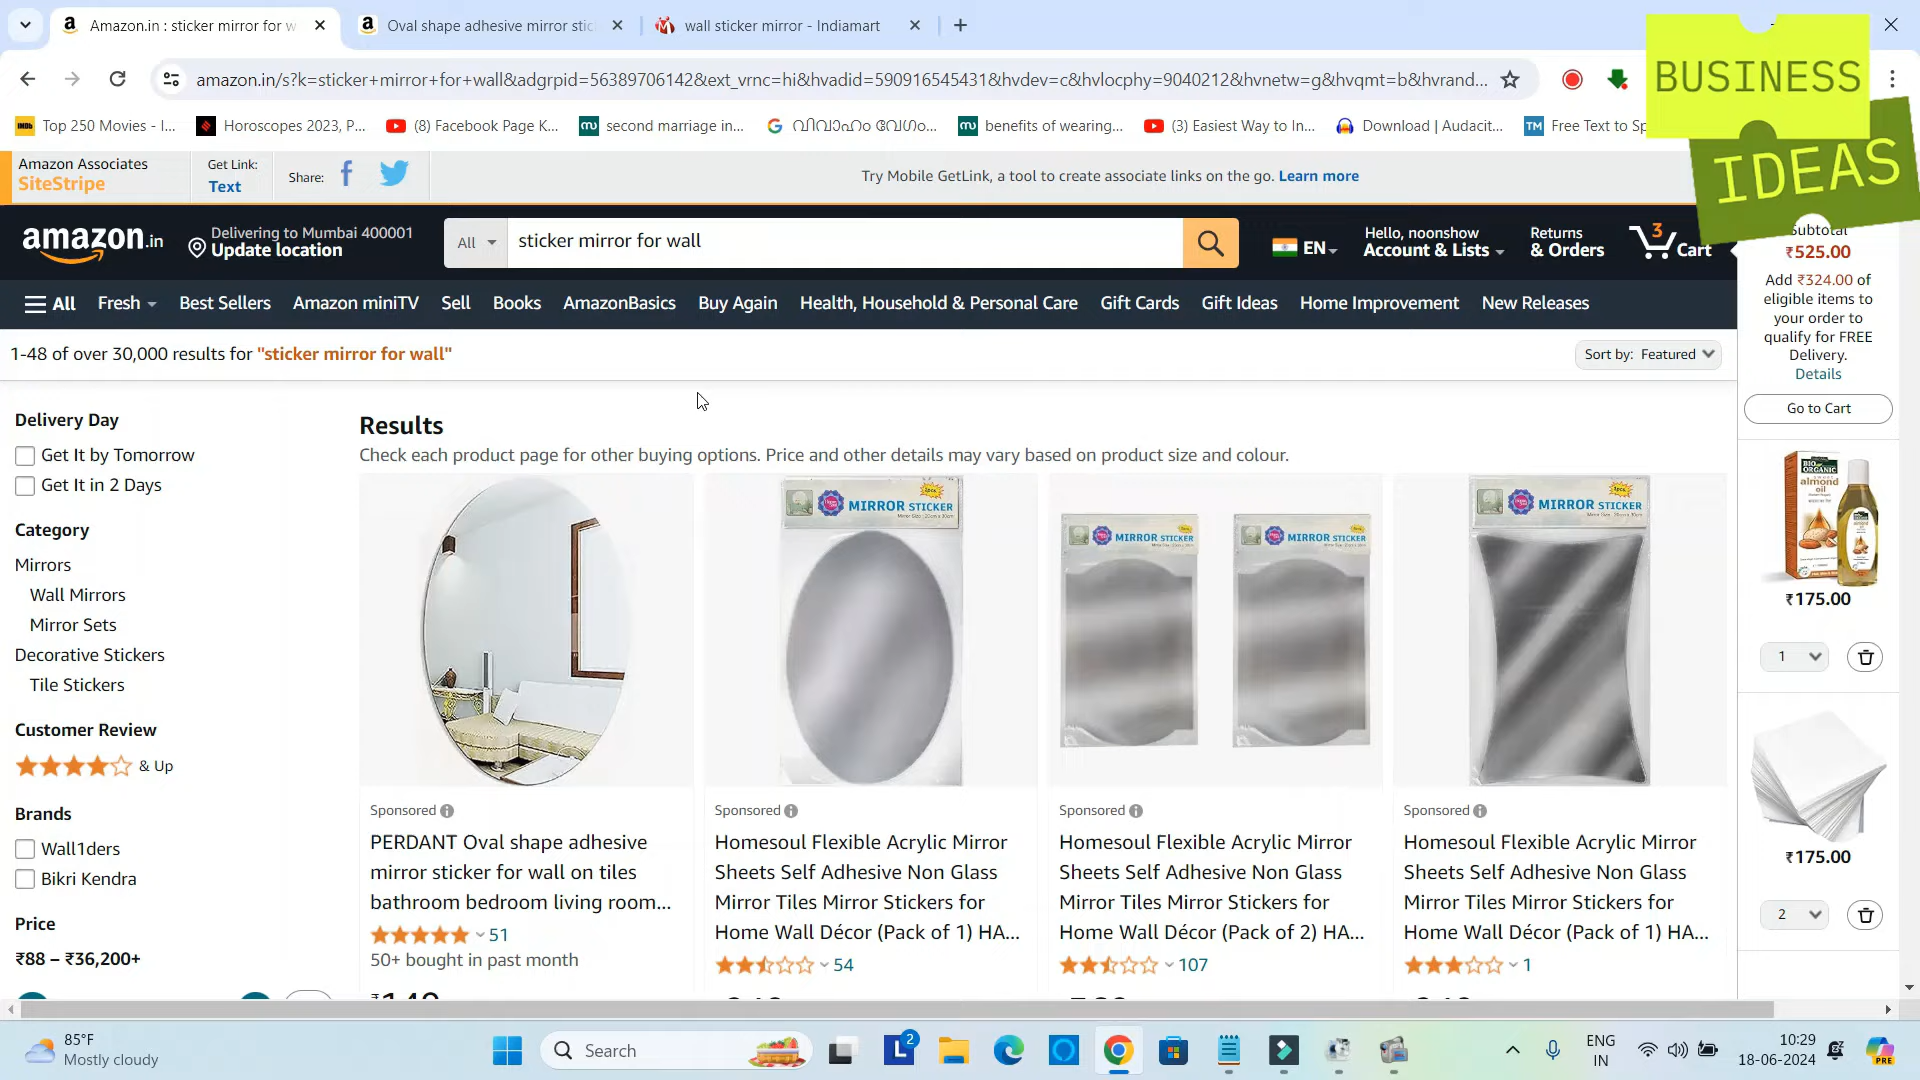 Amazon.in : sticker mirror for w
Oval shape adhesive mirror stic
wall sticker mirror - Indiamart
amazon.in/s?k=sticker+mirror+for+wall&adgrpid=56389706142&ext_vrnc=hi&hvadid=590916545431&hvdev=c&hvlocphy=9040212&hvnetw=g&hvqmt=b&hvrand...
BUSINESS
IDEAS
Top 250 Movies - I...
Horoscopes 2023, P...
(8) Facebook Page K...
second marriage in...
വിവാഹം വേഗം...
benefits of wearing...
(3) Easiest Way to In...
Download | Audacit...
Free Text to Sp
Amazon Associates
SiteStripe
Get Link:
Text
Share:
Try Mobile GetLink, a tool to create associate links on the go. Learn more
amazon.in
Delivering to Mumbai 400001
Update location
All
sticker mirror for wall
EN
Hello, noonshow
Account & Lists
Returns
& Orders
3
Cart
All
Fresh
Best Sellers
Amazon miniTV
Sell
Books
AmazonBasics
Buy Again
Health, Household & Personal Care
Gift Cards
Gift Ideas
Home Improvement
New Releases
Subtotal
₹525.00
Add ₹324.00 of
eligible items to
your order to
qualify for FREE
Delivery.
Details
Go to Cart
1-48 of over 30,000 results for "sticker mirror for wall"
Sort by: Featured
Delivery Day
Get It by Tomorrow
Get It in 2 Days
Category
Mirrors
Wall Mirrors
Mirror Sets
Decorative Stickers
Tile Stickers
Customer Review
& Up
Brands
Wall1ders
Bikri Kendra
Price
₹88 – ₹36,200+
Results
Check each product page for other buying options. Price and other details may vary based on product size and colour.
MIRROR STICKER
MIRROR STICKER
MIRROR STICKER
MIRROR STICKER
Sponsored
PERDANT Oval shape adhesive
mirror sticker for wall on tiles
bathroom bedroom living room...
51
50+ bought in past month
Sponsored
Homesoul Flexible Acrylic Mirror
Sheets Self Adhesive Non Glass
Mirror Tiles Mirror Stickers for
Home Wall Décor (Pack of 1) HA...
54
Sponsored
Homesoul Flexible Acrylic Mirror
Sheets Self Adhesive Non Glass
Mirror Tiles Mirror Stickers for
Home Wall Décor (Pack of 2) HA...
107
Sponsored
Homesoul Flexible Acrylic Mirror
Sheets Self Adhesive Non Glass
Mirror Tiles Mirror Stickers for
Home Wall Décor (Pack of 1) HA...
1
BIO
ORGANIC
almond
oil
₹175.00
1
₹175.00
2
85°F
Mostly cloudy
Search
2
ENG
IN
10:29
18-06-2024
PRE